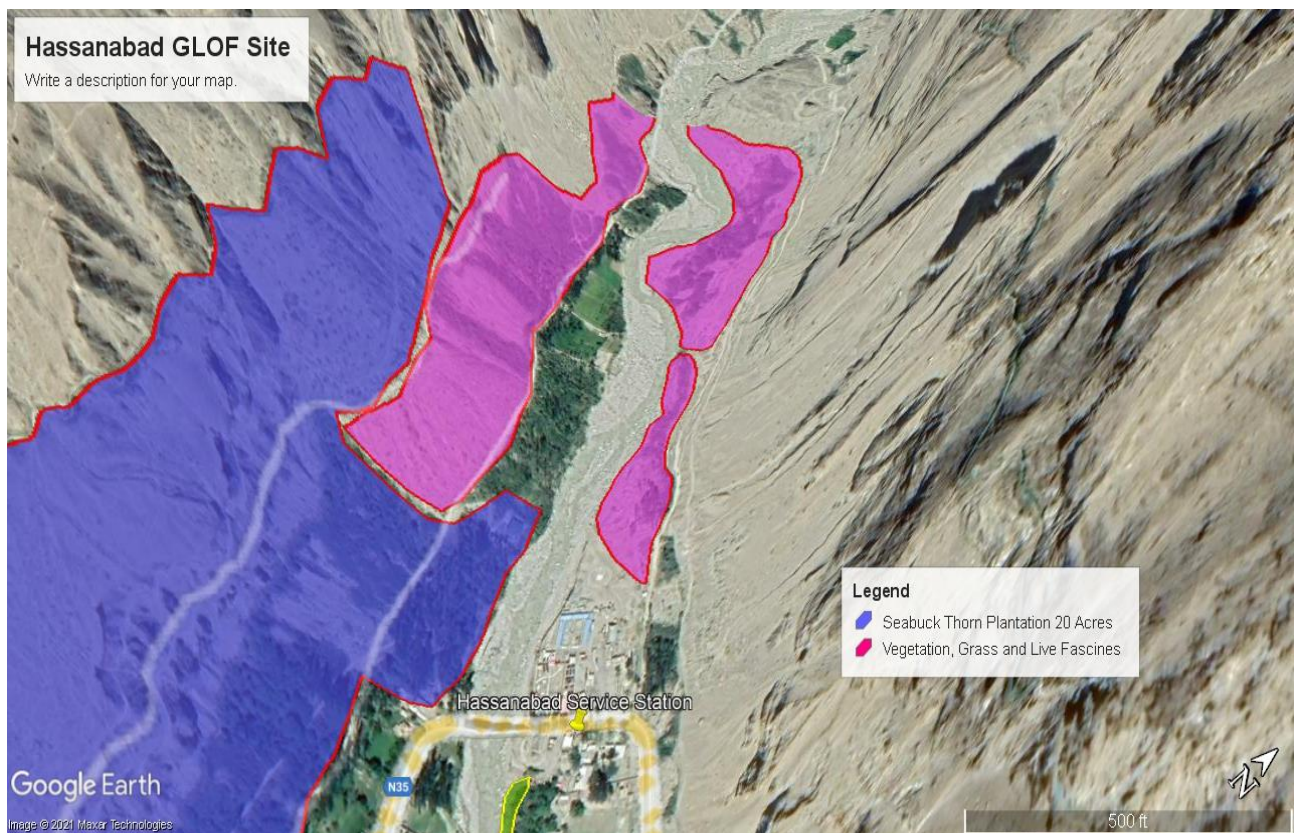 Hassanabad GLOF Site
Write a description for your map.
Legend
Seabuck Thorn Plantation 20 Acres
Vegetation, Grass and Live Fascines
Hassanabad Service Station
N35
Google Earth
N
Image © 2021 Maxar Technologies
500 ft